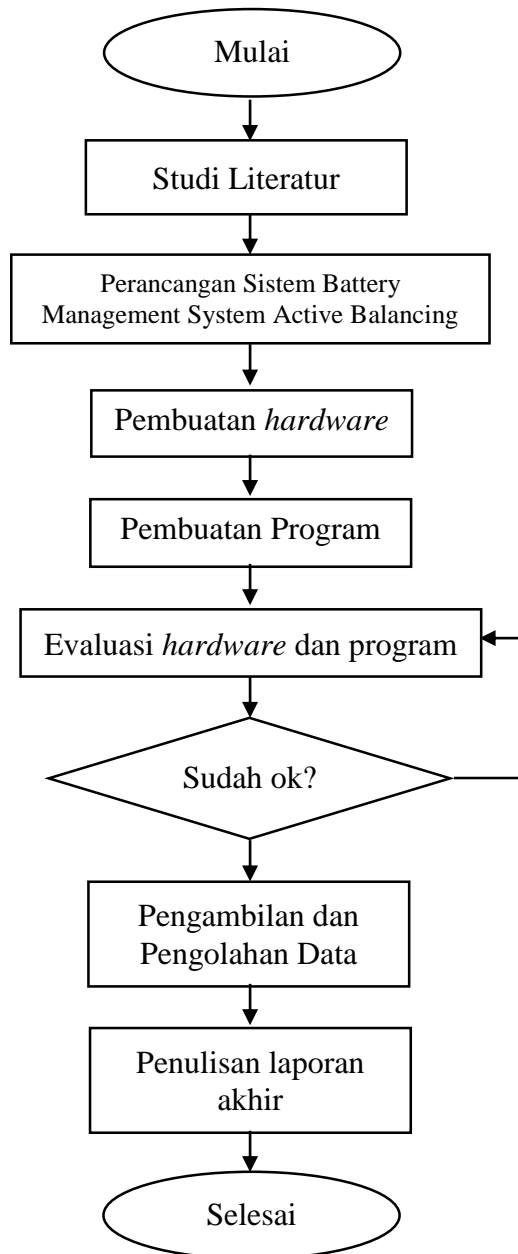 Mulai
Studi Literatur
Perancangan Sistem Battery
Management System Active Balancing
Pembuatan hardware
Pembuatan Program
Evaluasi hardware dan program
Sudah ok?
Pengambilan dan
Pengolahan Data
Penulisan laporan
akhir
Selesai